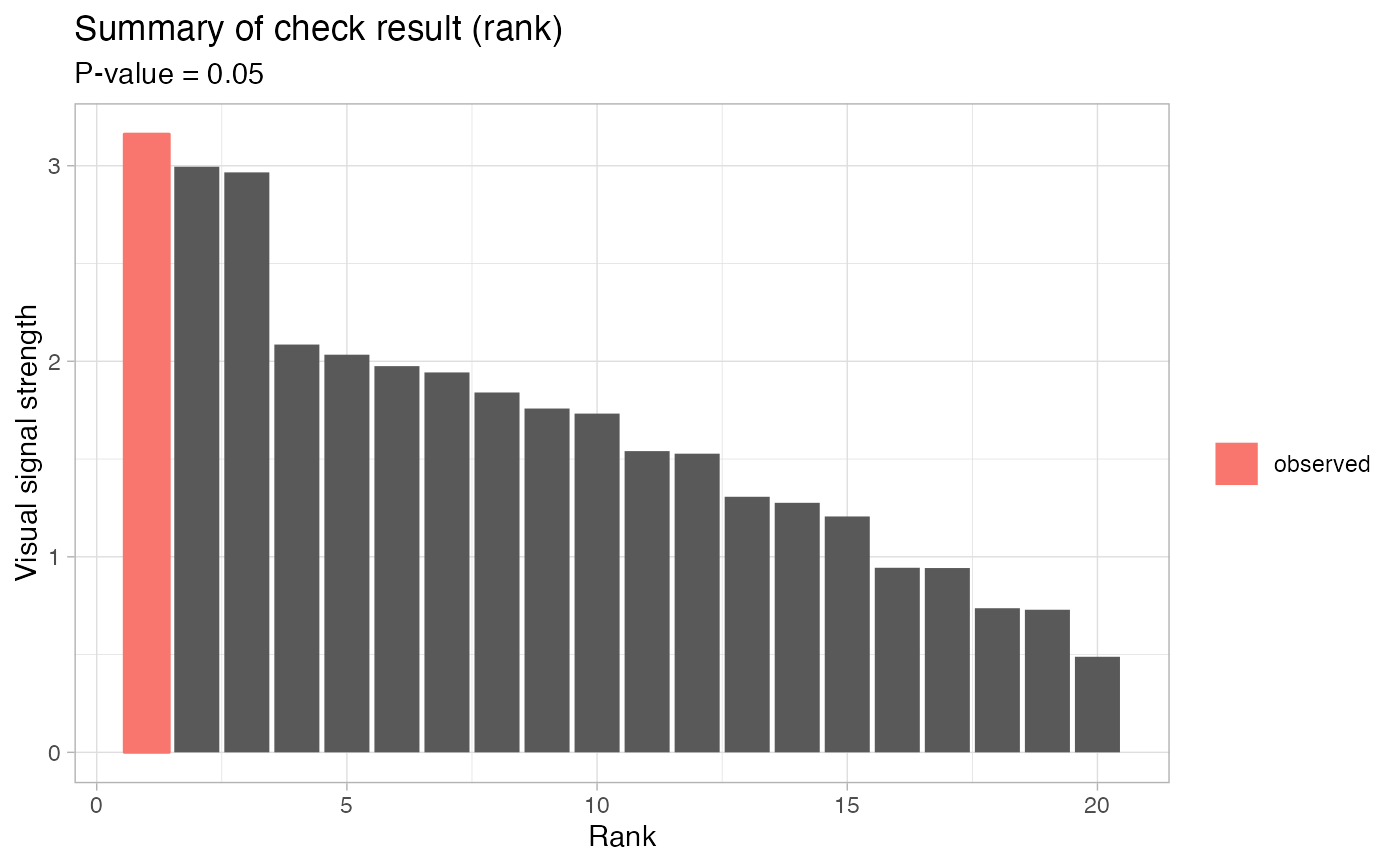 Summary of check result (rank)
P-value = 0.05
Visual signal strength
3
2
1
0
0 5 10 15 20
Rank
observed